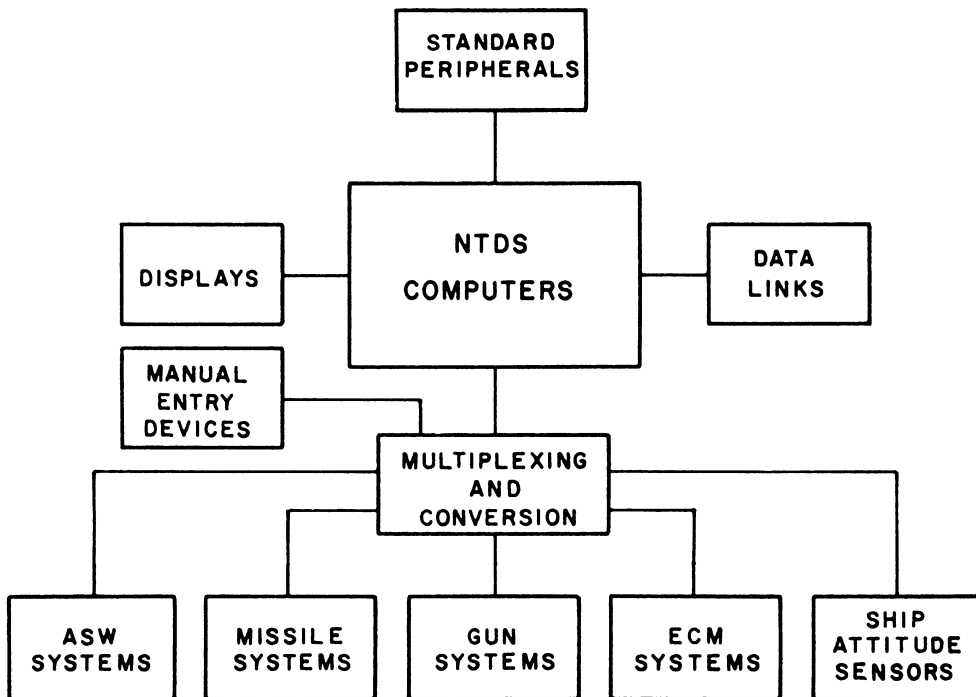 STANDARD
PERIPHERALS
NTDS
COMPUTERS
DISPLAYS
DATA
LINKS
MANUAL
ENTRY
DEVICES
MULTIPLEXING
AND
CONVERSION
ASW
SYSTEMS
MISSILE
SYSTEMS
GUN
SYSTEMS
ECM
SYSTEMS
SHIP
ATTITUDE
SENSORS